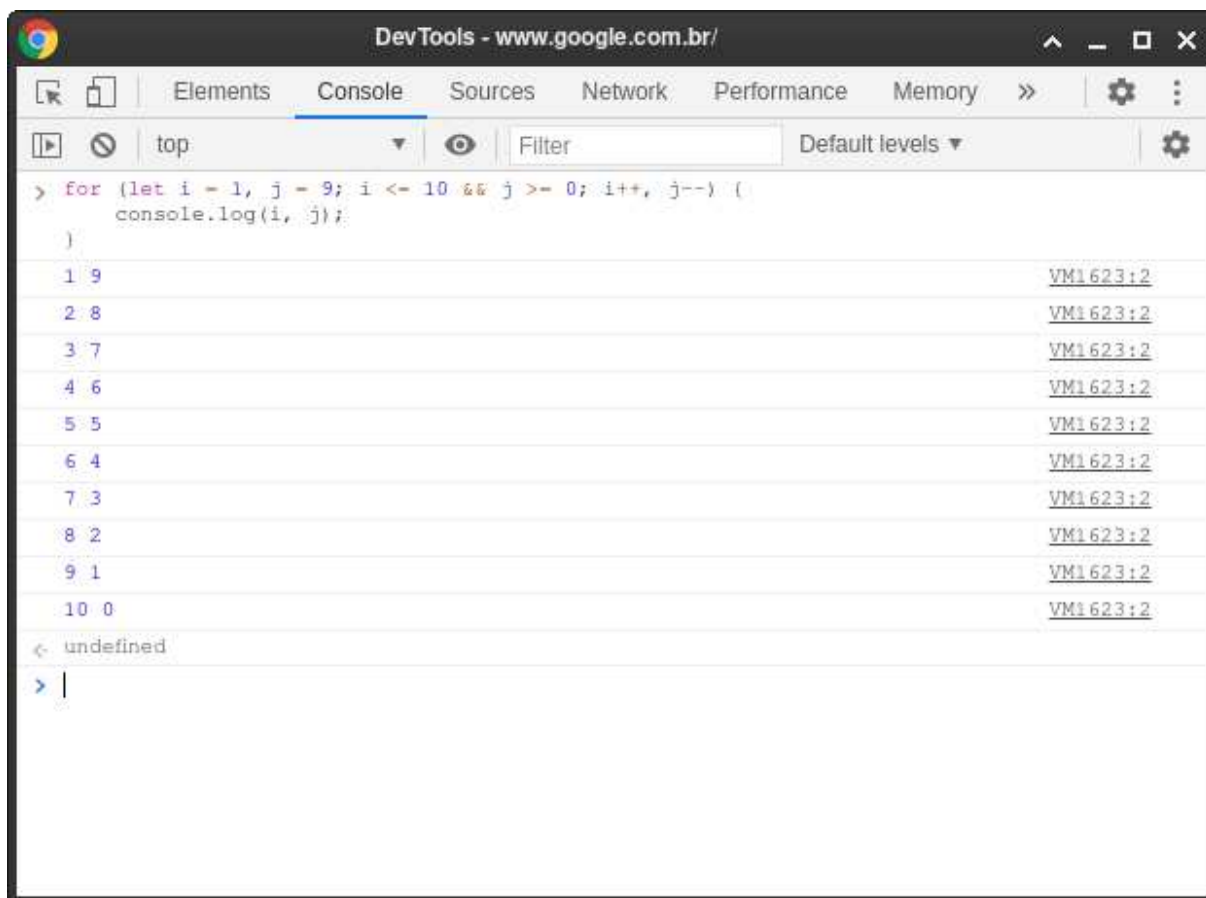 DevTools - www.google.com.br/
Elements Console Sources Network Performance Memory »
top Filter Default levels ▼
> for (let i = 1, j = 9; i <= 10 && j >= 0; i++, j--) {
console.log(i, j);
}
1 9 VM1623:2
2 8 VM1623:2
3 7 VM1623:2
4 6 VM1623:2
5 5 VM1623:2
6 4 VM1623:2
7 3 VM1623:2
8 2 VM1623:2
9 1 VM1623:2
10 0 VM1623:2
undefined
>